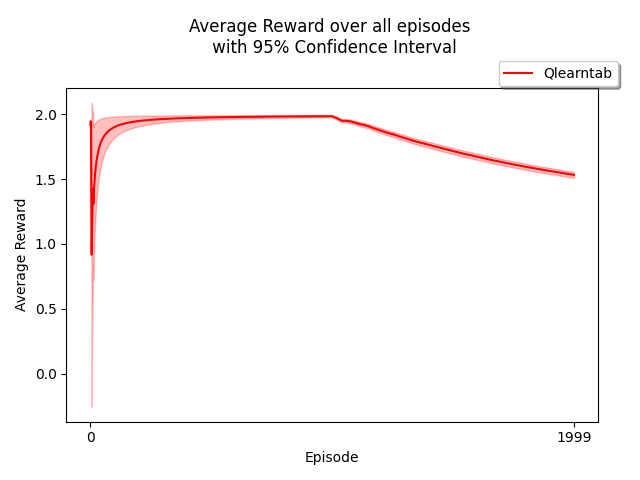 Average Reward over all episodes
with 95% Confidence Interval
Qlearntab
2.0
1.5
1.0
0.5
0.0
Average Reward
0
1999
Episode